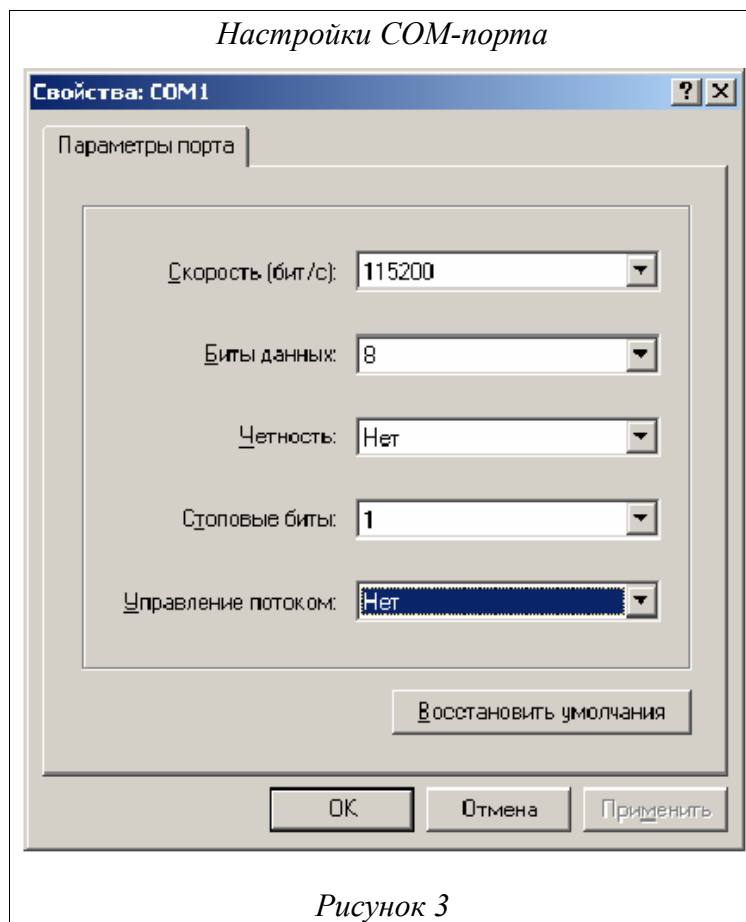 Настройки COM-порта
Свойства: COM1
Параметры порта
Скорость (бит/с): 115200
Биты данных: 8
Четность: Нет
Стоповые биты: 1
Управление потоком: Нет
Восстановить умолчания
OK Отмена Применить
Рисунок 3